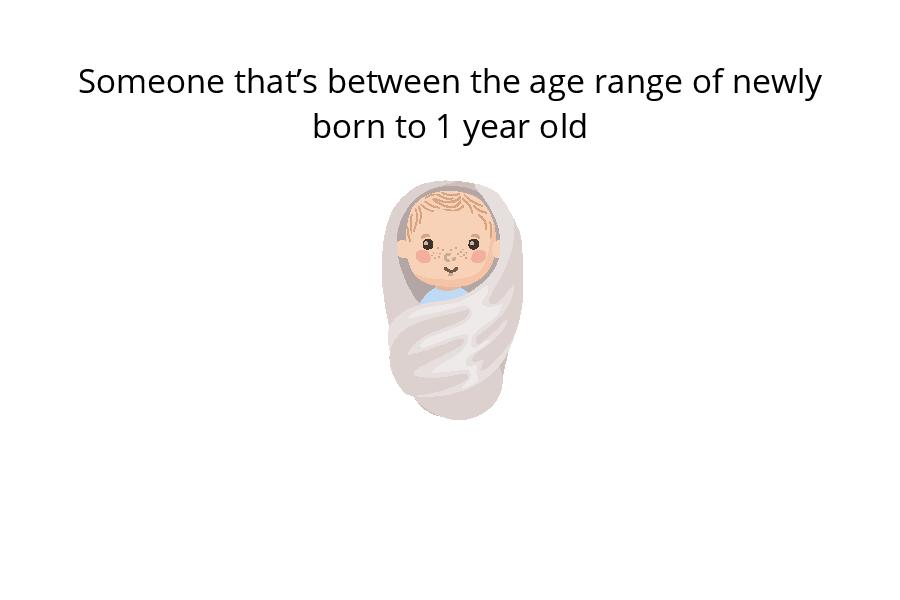 Someone that’s between the age range of newly
born to 1 year old